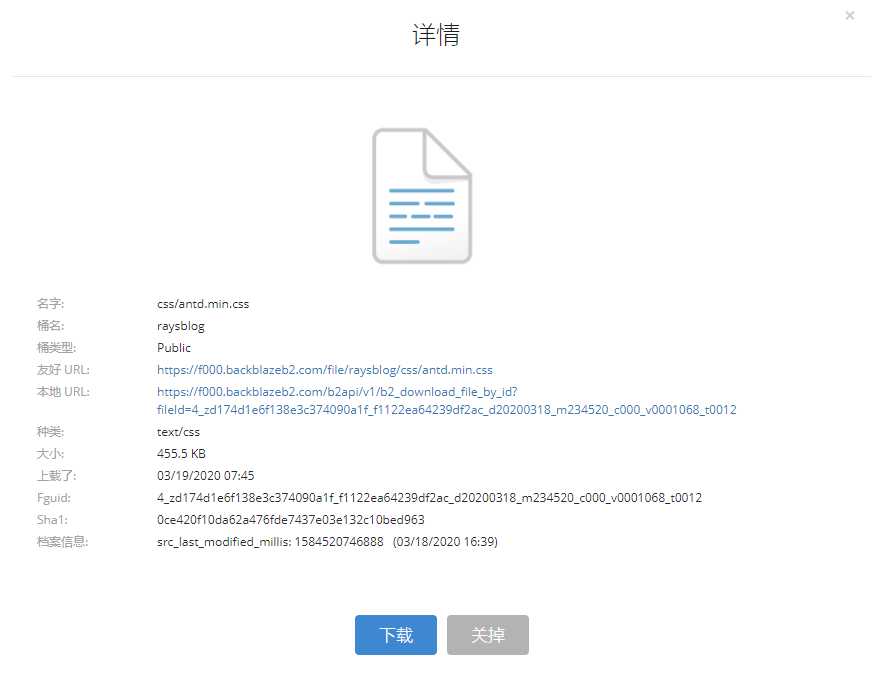 ×
详情
名字: css/antd.min.css
桶名: raysblog
桶类型: Public
友好 URL: https://f000.backblazeb2.com/file/raysblog/css/antd.min.css
本地 URL: https://f000.backblazeb2.com/b2api/v1/b2_download_file_by_id?
fileId=4_zd174d1e6f138e3c374090a1f_f1122ea64239df2ac_d20200318_m234520_c000_v0001068_t0012
种类: text/css
大小: 455.5 KB
上载了: 03/19/2020 07:45
Fguid: 4_zd174d1e6f138e3c374090a1f_f1122ea64239df2ac_d20200318_m234520_c000_v0001068_t0012
Sha1: 0ce420f10da62a476fde7437e03e132c10bed963
档案信息: src_last_modified_millis: 1584520746888 (03/18/2020 16:39)
下载 关掉